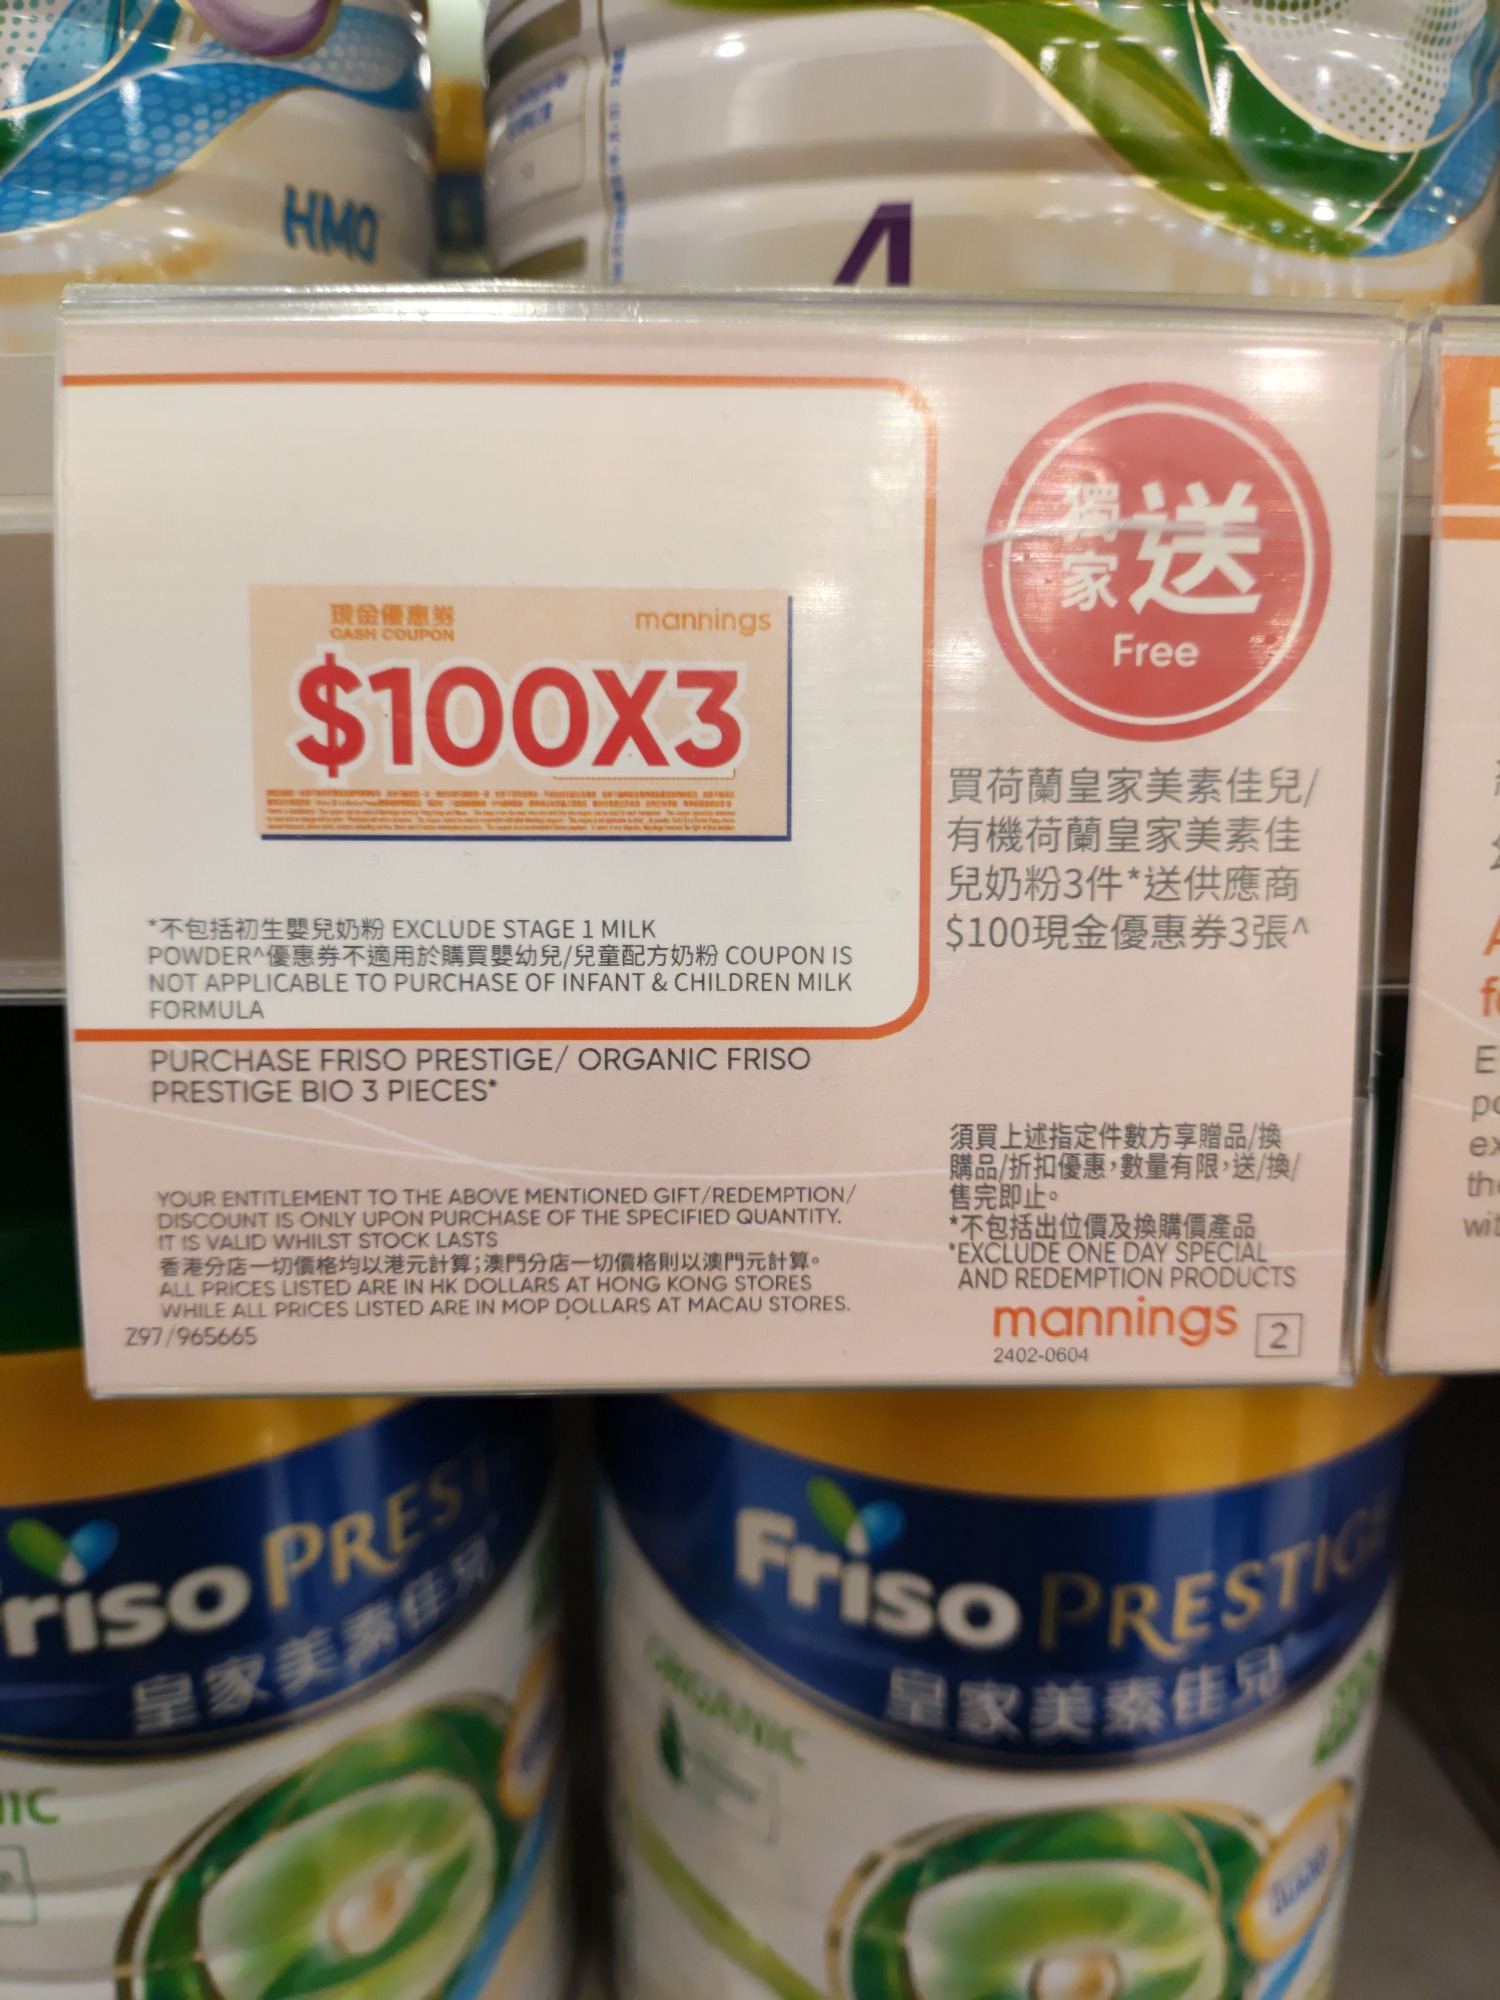 HMO
4
獨家送
Free
現金優惠券
CASH COUPON
mannings
$100X3
買荷蘭皇家美素佳兒/
有機荷蘭皇家美素佳
兒奶粉3件*送供應商
$100現金優惠券3張^
*不包括初生嬰兒奶粉 EXCLUDE STAGE 1 MILK
POWDER^優惠券不適用於購買嬰幼兒/兒童配方奶粉 COUPON IS
NOT APPLICABLE TO PURCHASE OF INFANT & CHILDREN MILK
FORMULA
PURCHASE FRISO PRESTIGE/ ORGANIC FRISO
PRESTIGE BIO 3 PIECES*
須買上述指定件數方享贈品/換
購品/折扣優惠，數量有限，送/換/
售完即止。
*不包括出位價及換購價產品
*EXCLUDE ONE DAY SPECIAL
AND REDEMPTION PRODUCTS
YOUR ENTITLEMENT TO THE ABOVE MENTIONED GIFT/REDEMPTION/
DISCOUNT IS ONLY UPON PURCHASE OF THE SPECIFIED QUANTITY.
IT IS VALID WHILST STOCK LASTS
香港分店一切價格均以港元計算；澳門分店一切價格則以澳門元計算。
ALL PRICES LISTED ARE IN HK DOLLARS AT HONG KONG STORES
WHILE ALL PRICES LISTED ARE IN MOP DOLLARS AT MACAU STORES.
Z97/965665
mannings 2
2402-0604
Friso PRESTIGE
皇家美素佳兒
ORGANIC
riso PREST
皇家美素佳兒
NIC